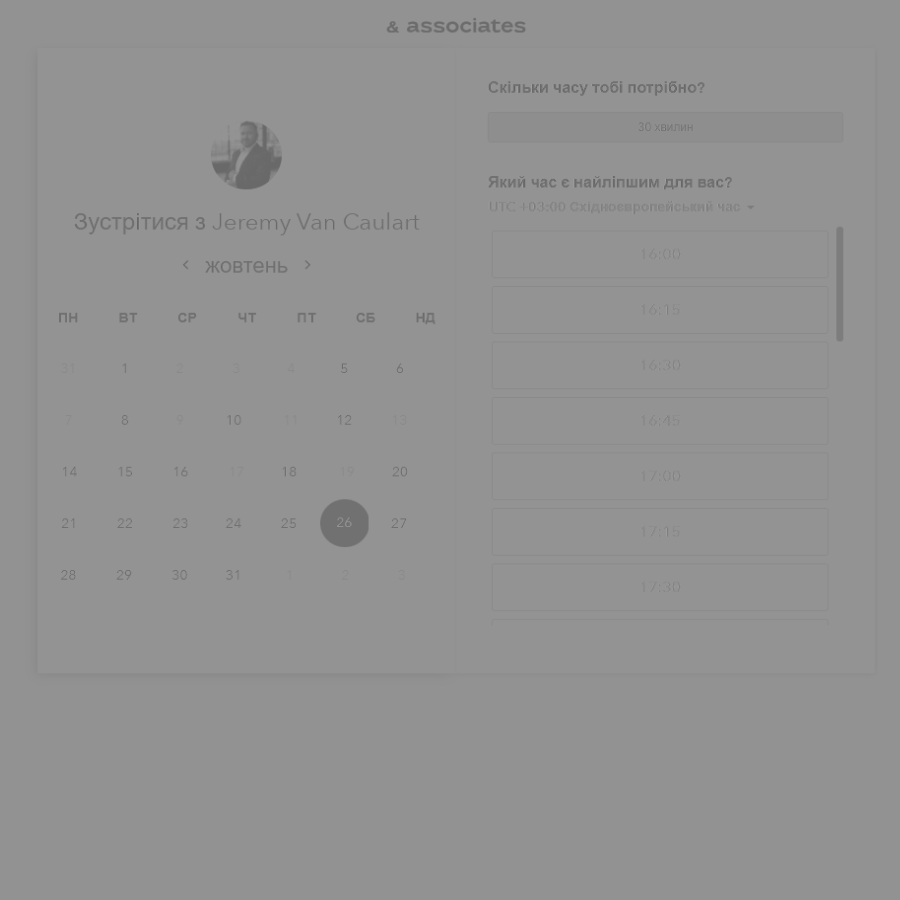 & associates
Зустрітися з Jeremy Van Caulart
жовтень
ПН ВТ СР ЧТ ПТ СБ НД
31 1 2 3 4 5 6
7 8 9 10 11 12 13
14 15 16 17 18 19 20
21 22 23 24 25 26 27
28 29 30 31 1 2 3
Скільки часу тобі потрібно?
30 хвилин
Який час є найліпшим для вас?
UTC +03:00 Східноєвропейський час
16:00
16:15
16:30
16:45
17:00
17:15
17:30